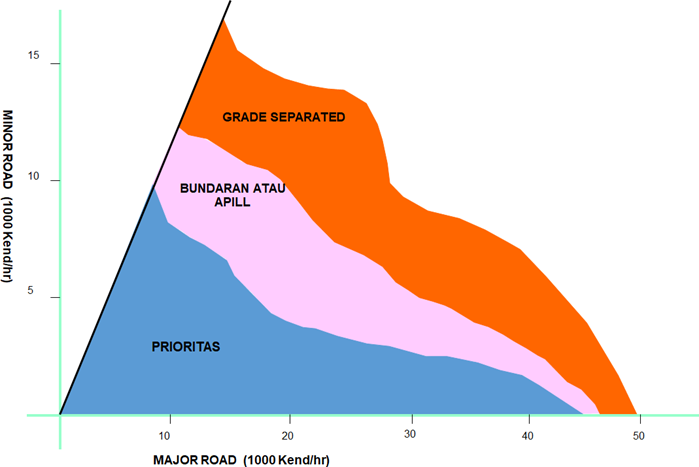 15
GRADE SEPARATED
10
BUNDARAN ATAU
APILL
MINOR ROAD (1000 Kend/hr)
5
PRIORITAS
10 20 30 40 50
MAJOR ROAD (1000 Kend/hr)